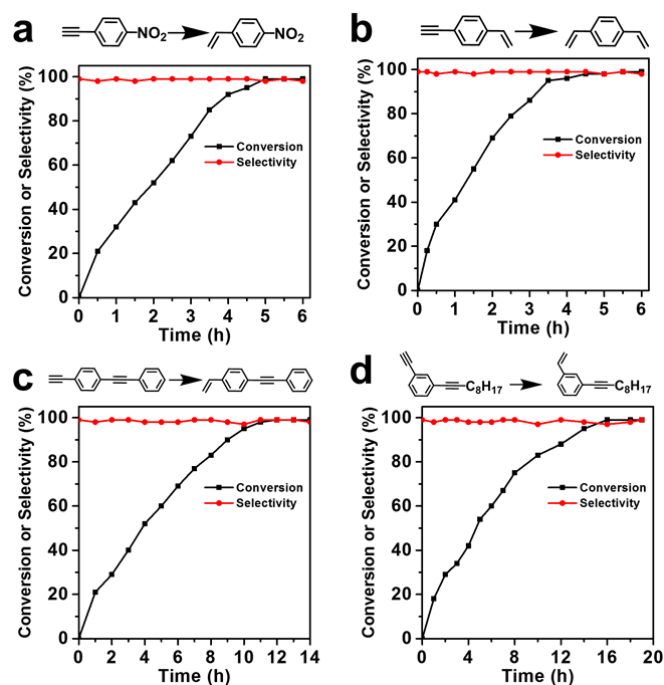 a
NO₂
NO₂
Conversion or Selectivity (%)
100
80
60
40
20
0
Conversion
Selectivity
0 1 2 3 4 5 6
Time (h)
b
Conversion or Selectivity (%)
100
80
60
40
20
0
Conversion
Selectivity
0 1 2 3 4 5 6
Time (h)
c
Conversion or Selectivity (%)
100
80
60
40
20
0
Conversion
Selectivity
0 2 4 6 8 10 12 14
Time (h)
d
C₈H₁₇
C₈H₁₇
Conversion or Selectivity (%)
100
80
60
40
20
0
Conversion
Selectivity
0 4 8 12 16 20
Time (h)